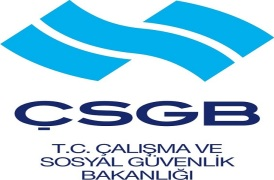 ÇSGB
T.C. ÇALIŞMA VE
SOSYAL GÜVENLİK
BAKANLIĞI